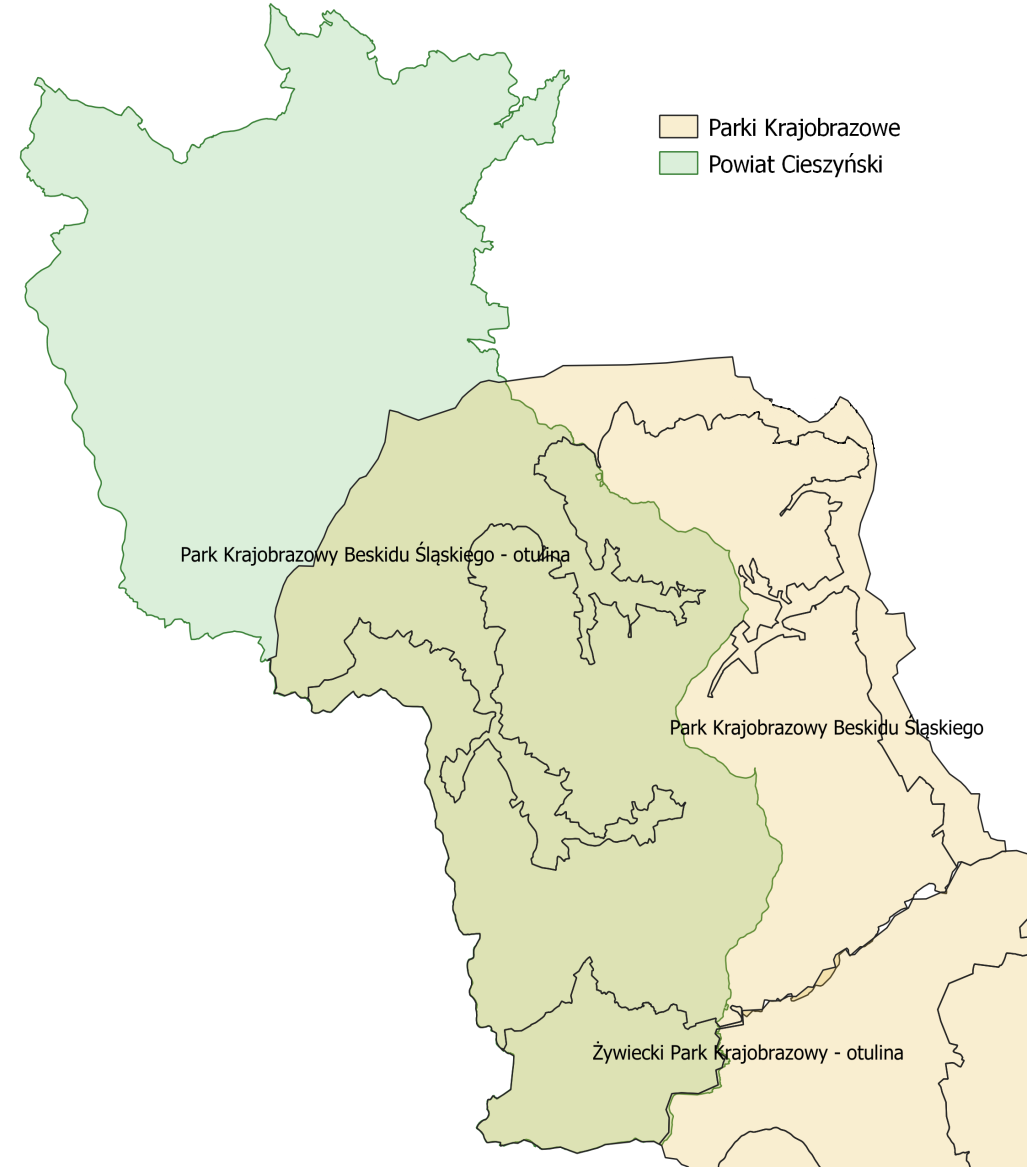 Parki Krajobrazowe
Powiat Cieszyński
Park Krajobrazowy Beskidu Śląskiego - otulina
Park Krajobrazowy Beskidu Śląskiego
Żywiecki Park Krajobrazowy - otulina